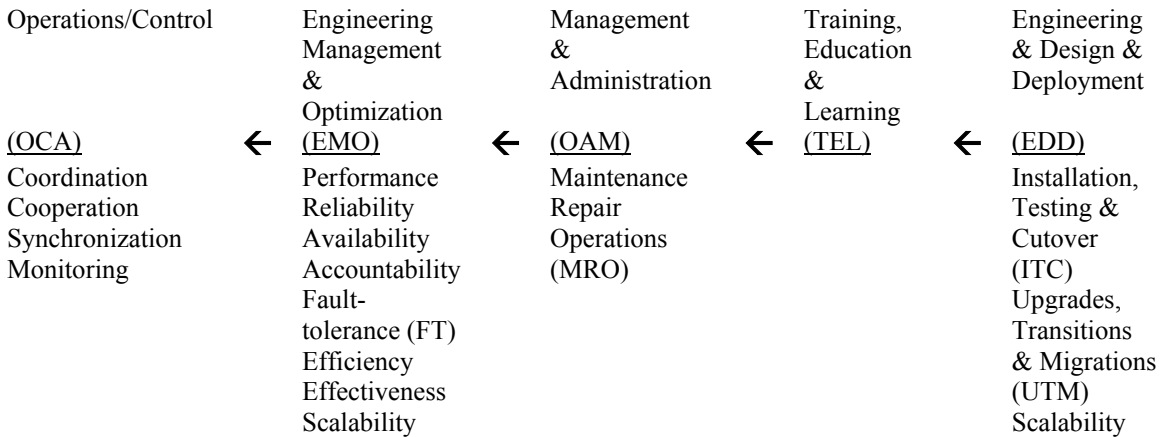 Operations/Control
Engineering
Management
&
Optimization
Management
&
Administration
Training,
Education
&
Learning
Engineering
& Design &
Deployment
(OCA) ← (EMO) ← (OAM) ← (TEL) ← (EDD)
Coordination
Cooperation
Synchronization
Monitoring
Performance
Reliability
Availability
Accountability
Fault-
tolerance (FT)
Efficiency
Effectiveness
Scalability
Maintenance
Repair
Operations
(MRO)
Installation,
Testing &
Cutover
(ITC)
Upgrades,
Transitions
& Migrations
(UTM)
Scalability